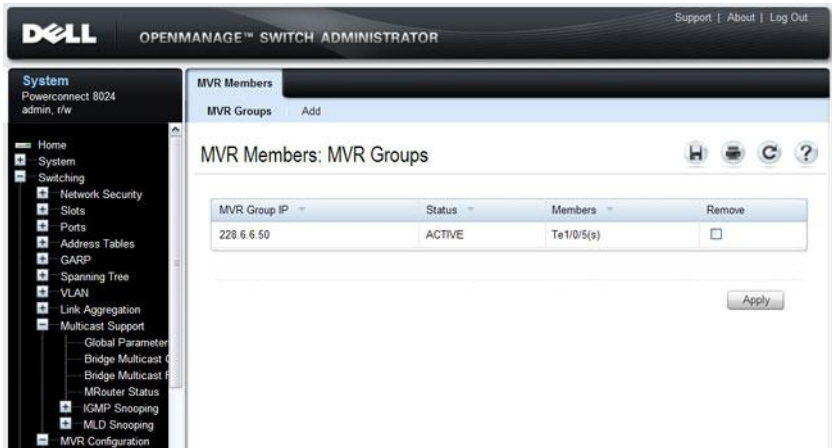 Support | About | Log Out
DELL OPENMANAGE™ SWITCH ADMINISTRATOR
System
Powerconnect 8024
admin, r/w
Home
System
Switching
Network Security
Slots
Ports
Address Tables
GARP
Spanning Tree
VLAN
Link Aggregation
Multicast Support
Global Parameter
Bridge Multicast
Bridge Multicast
MRouter Status
IGMP Snooping
MLD Snooping
MVR Configuration
MVR Members
MVR Groups Add
MVR Members: MVR Groups
?
MVR Group IP Status Members Remove
228.6.6.50 ACTIVE Te1/0/5(s)
Apply